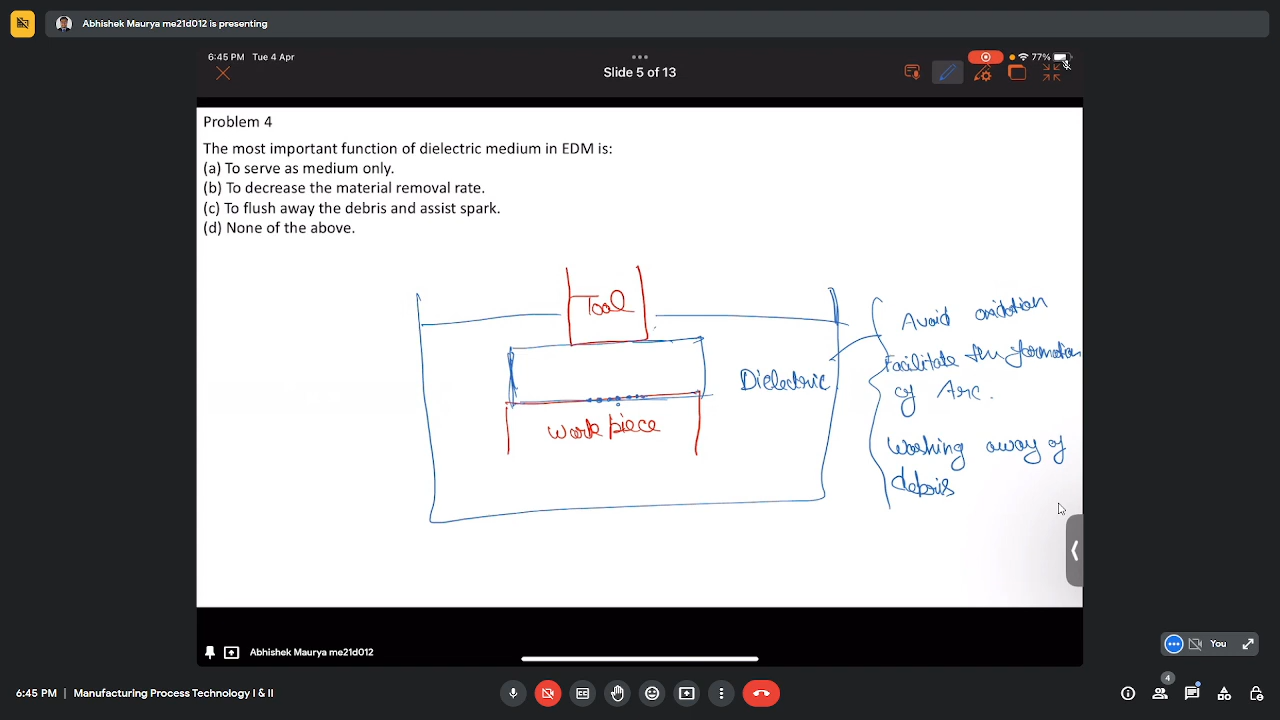 Abhishek Maurya me21d012 is presenting
6:45 PM Tue 4 Apr
77%
Slide 5 of 13
Problem 4
The most important function of dielectric medium in EDM is:
(a) To serve as medium only.
(b) To decrease the material removal rate.
(c) To flush away the debris and assist spark.
(d) None of the above.
Tool
Work piece
Dielectric
Avoid oxidation
Facilitate the formation
of Arc.
Washing away of
debris
Abhishek Maurya me21d012
You
6:45 PM | Manufacturing Process Technology I & II
4